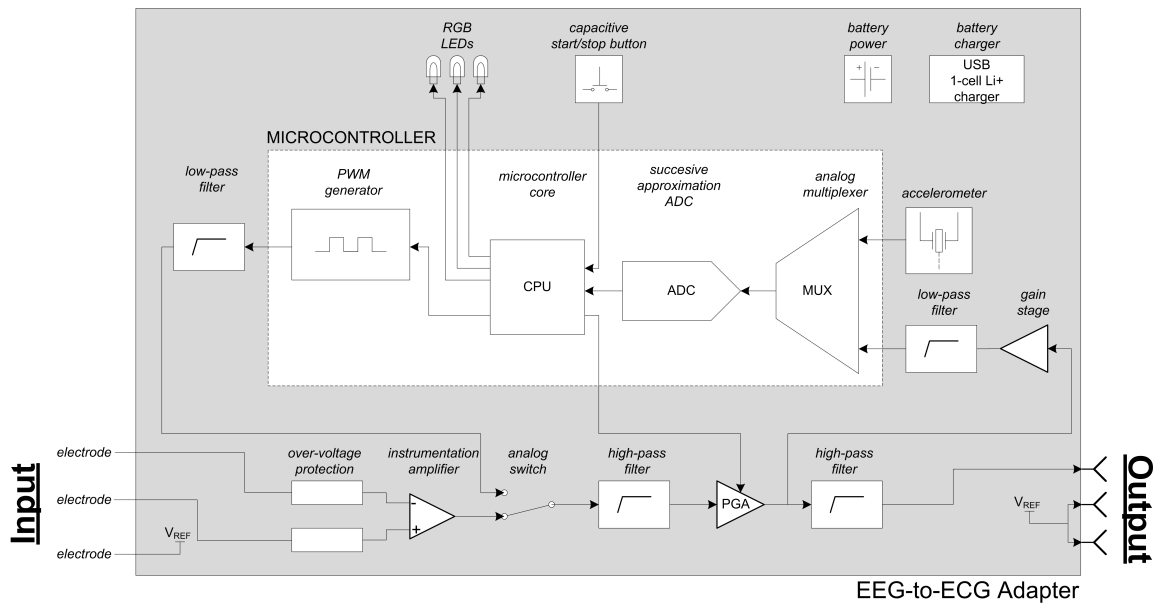 RGB
LEDs
capacitive
start/stop button
battery
power
+ -
battery
charger
USB
1-cell Li+
charger
MICROCONTROLLER
low-pass
filter
PWM
generator
microcontroller
core
succesive
approximation
ADC
analog
multiplexer
accelerometer
CPU
ADC
MUX
low-pass
filter
gain
stage
Input
electrode
electrode
electrode
VREF
over-voltage
protection
instrumentation
amplifier
-
+
analog
switch
high-pass
filter
PGA
high-pass
filter
VREF
Output
EEG-to-ECG Adapter